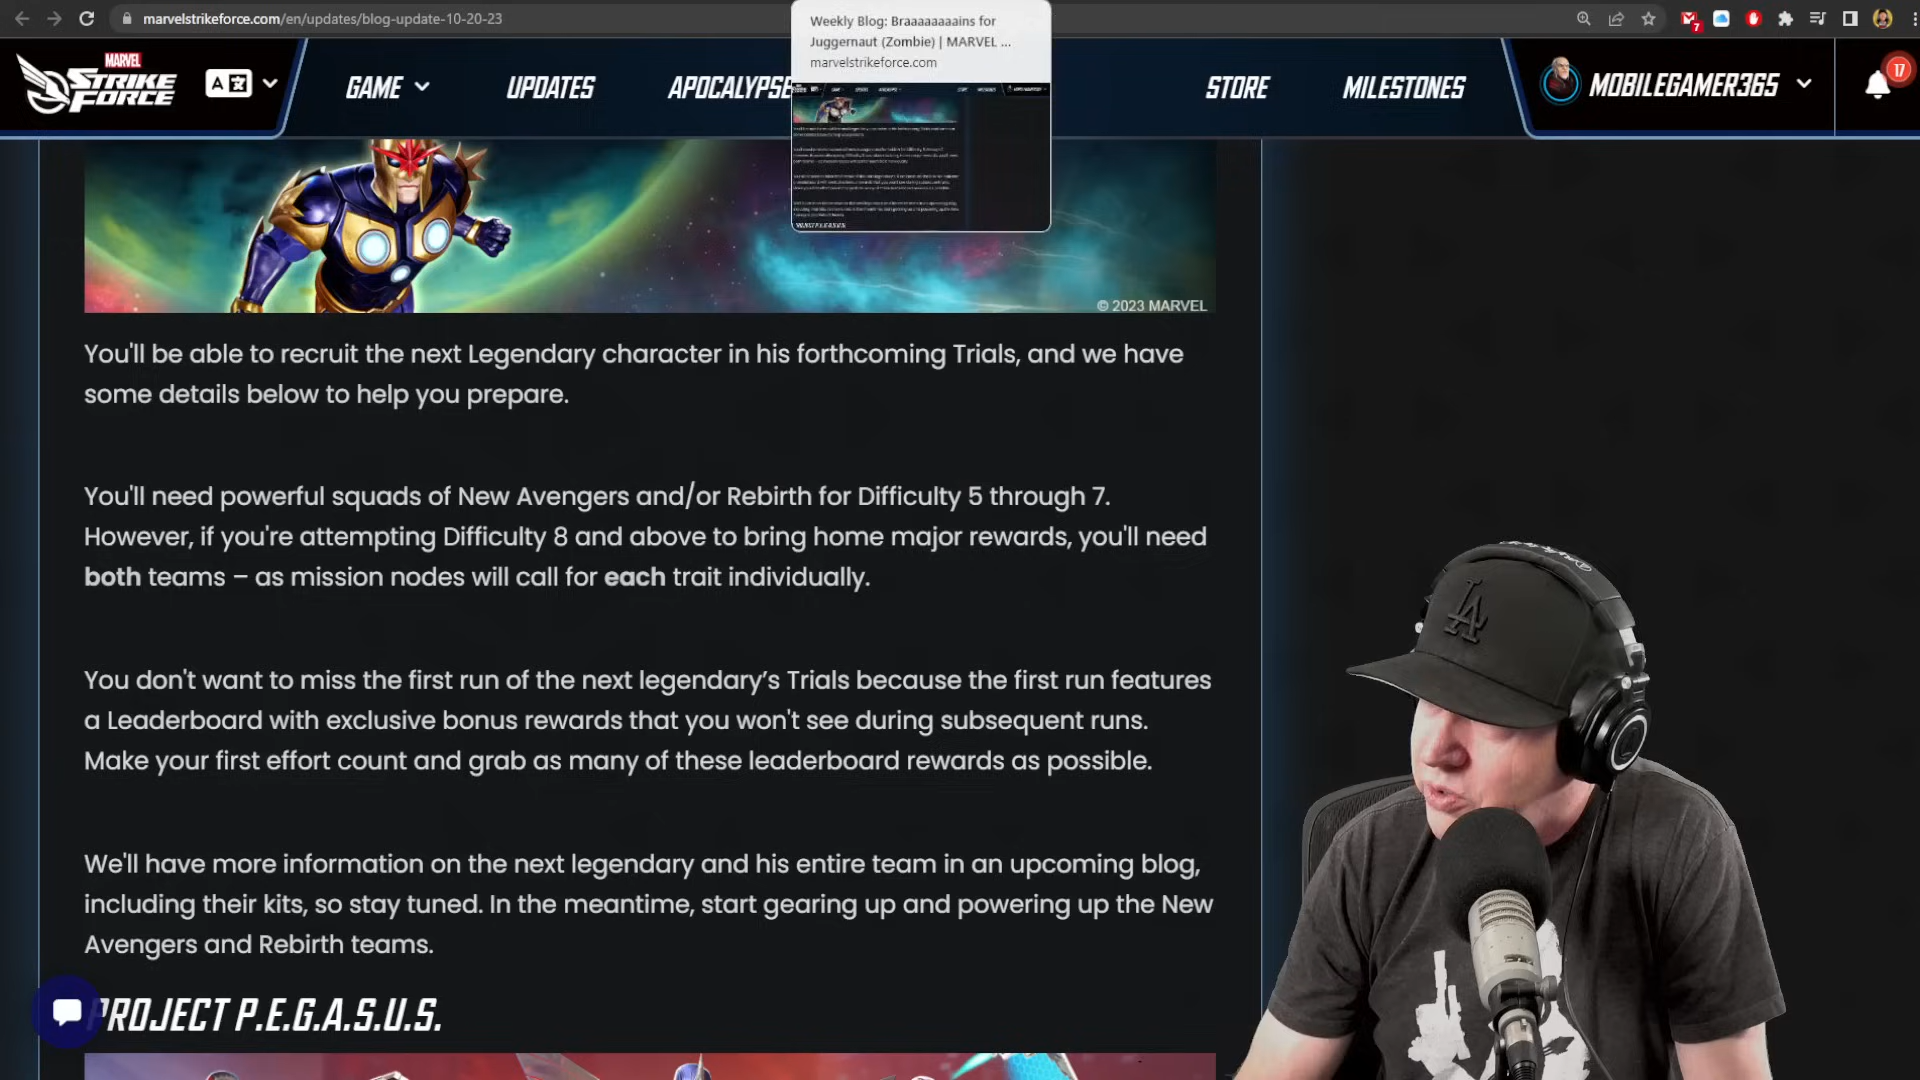 marvelstrikeforce.com/en/updates/blog-update-10-20-23
Weekly Blog: Braaaaaaaains for
Juggernaut (Zombie) | MARVEL ...
marvelstrikeforce.com
7
MARVEL
STRIKE
FORCE
A
GAME
UPDATES
APOCALYPSE
STORE
MILESTONES
MOBILEGAMER365
17
© 2023 MARVEL
You'll be able to recruit the next Legendary character in his forthcoming Trials, and we have
some details below to help you prepare.
You'll need powerful squads of New Avengers and/or Rebirth for Difficulty 5 through 7.
However, if you're attempting Difficulty 8 and above to bring home major rewards, you'll need
both teams – as mission nodes will call for each trait individually.
You don't want to miss the first run of the next legendary’s Trials because the first run features
a Leaderboard with exclusive bonus rewards that you won't see during subsequent runs.
Make your first effort count and grab as many of these leaderboard rewards as possible.
We'll have more information on the next legendary and his entire team in an upcoming blog,
including their kits, so stay tuned. In the meantime, start gearing up and powering up the New
Avengers and Rebirth teams.
PROJECT P.E.G.A.S.U.S.
LA